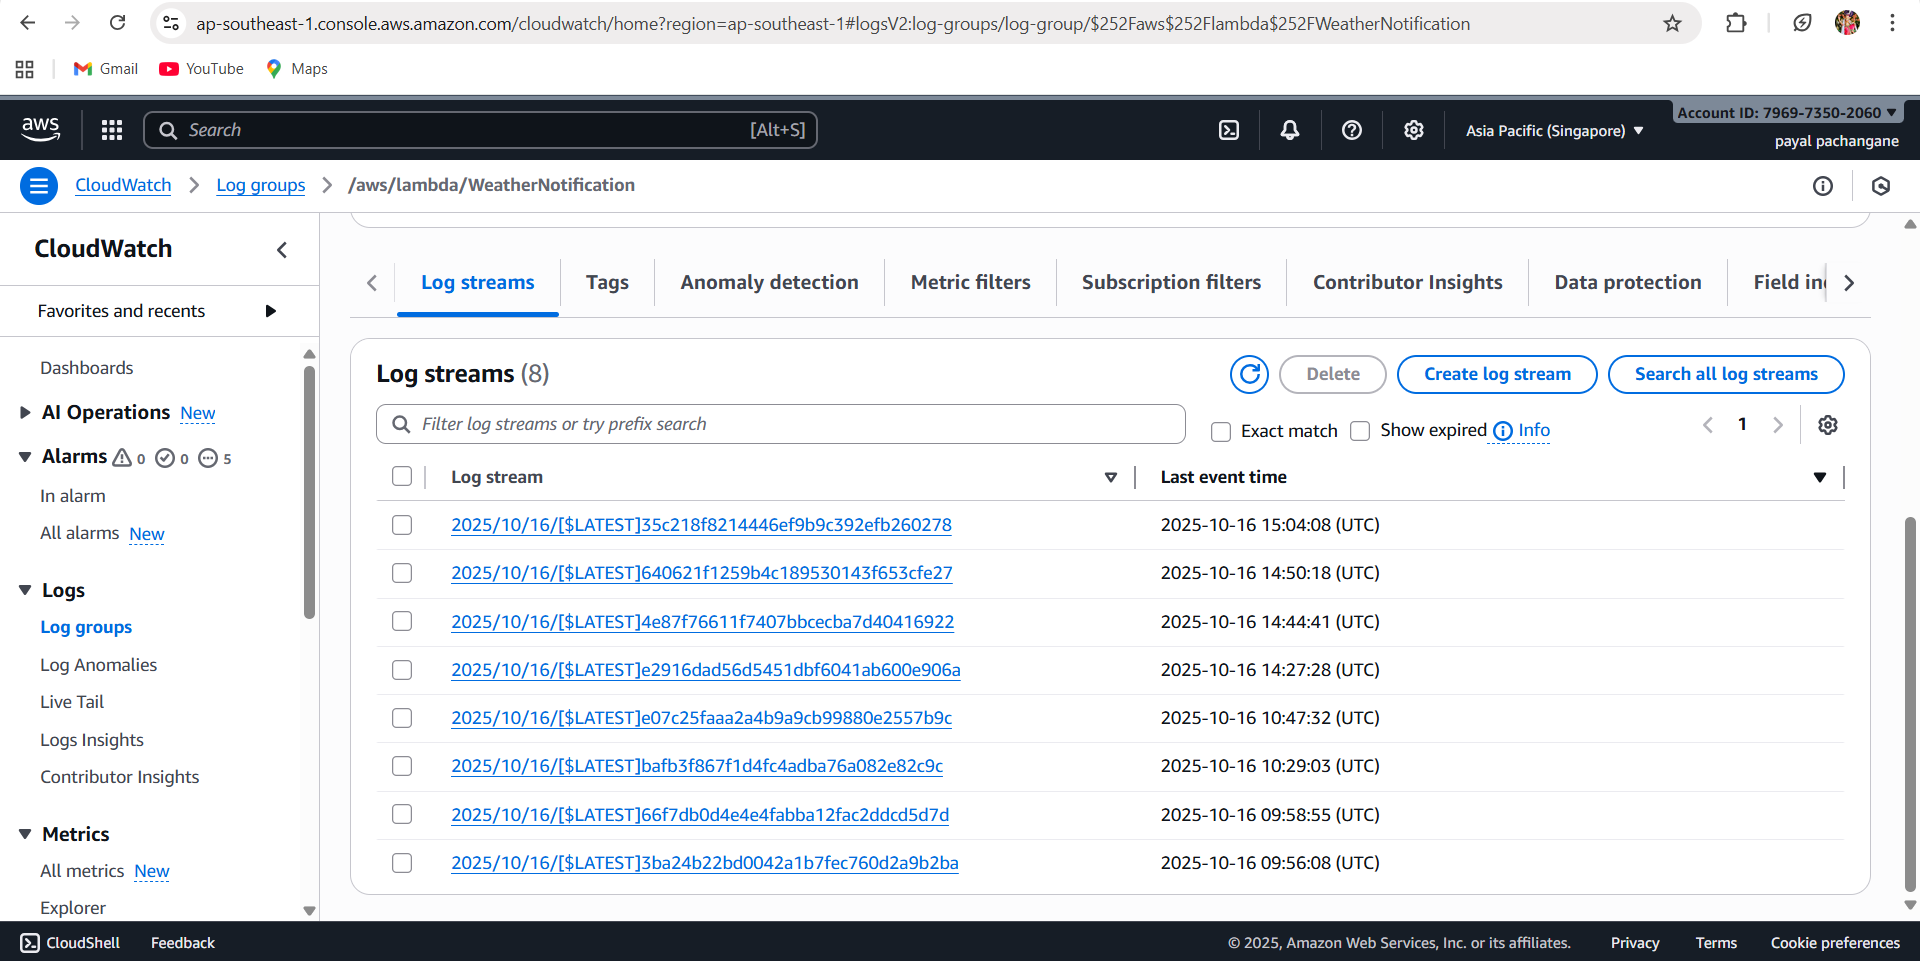 ap-southeast-1.console.aws.amazon.com/cloudwatch/home?region=ap-southeast-1#logsV2:log-groups/log-group/$252Faws$252Flambda$252FWeatherNotification
Gmail YouTube Maps
aws Search [Alt+S] Asia Pacific (Singapore) Account ID: 7969-7350-2060
payal pachangane
CloudWatch Log groups /aws/lambda/WeatherNotification
CloudWatch
Favorites and recents
Dashboards
AI Operations New
Alarms 0 0 5
In alarm
All alarms New
Logs
Log groups
Log Anomalies
Live Tail
Logs Insights
Contributor Insights
Metrics
All metrics New
Explorer
Log streams Tags Anomaly detection Metric filters Subscription filters Contributor Insights Data protection Field in
Log streams (8) Delete Create log stream Search all log streams
Filter log streams or try prefix search Exact match Show expired Info 1
Log stream Last event time
2025/10/16/[$LATEST]35c218f8214446ef9b9c392efb260278 2025-10-16 15:04:08 (UTC)
2025/10/16/[$LATEST]640621f1259b4c189530143f653cfe27 2025-10-16 14:50:18 (UTC)
2025/10/16/[$LATEST]4e87f76611f7407bbcecba7d40416922 2025-10-16 14:44:41 (UTC)
2025/10/16/[$LATEST]e2916dad56d5451dbf6041ab600e906a 2025-10-16 14:27:28 (UTC)
2025/10/16/[$LATEST]e07c25faaa2a4b9a9cb99880e2557b9c 2025-10-16 10:47:32 (UTC)
2025/10/16/[$LATEST]bafb3f867f1d4fc4adba76a082e82c9c 2025-10-16 10:29:03 (UTC)
2025/10/16/[$LATEST]66f7db0d4e4e4fabba12fac2ddcd5d7d 2025-10-16 09:58:55 (UTC)
2025/10/16/[$LATEST]3ba24b22bd0042a1b7fec760d2a9b2ba 2025-10-16 09:56:08 (UTC)
CloudShell Feedback © 2025, Amazon Web Services, Inc. or its affiliates. Privacy Terms Cookie preferences